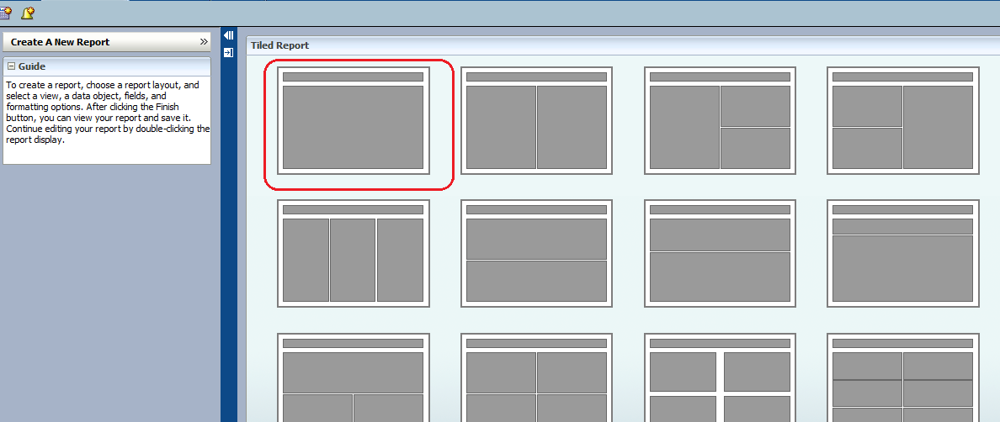 Create A New Report
Guide
To create a report, choose a report layout, and
select a view, a data object, fields, and
formatting options. After clicking the Finish
button, you can view your report and save it.
Continue editing your report by double-clicking the
report display.
Tiled Report